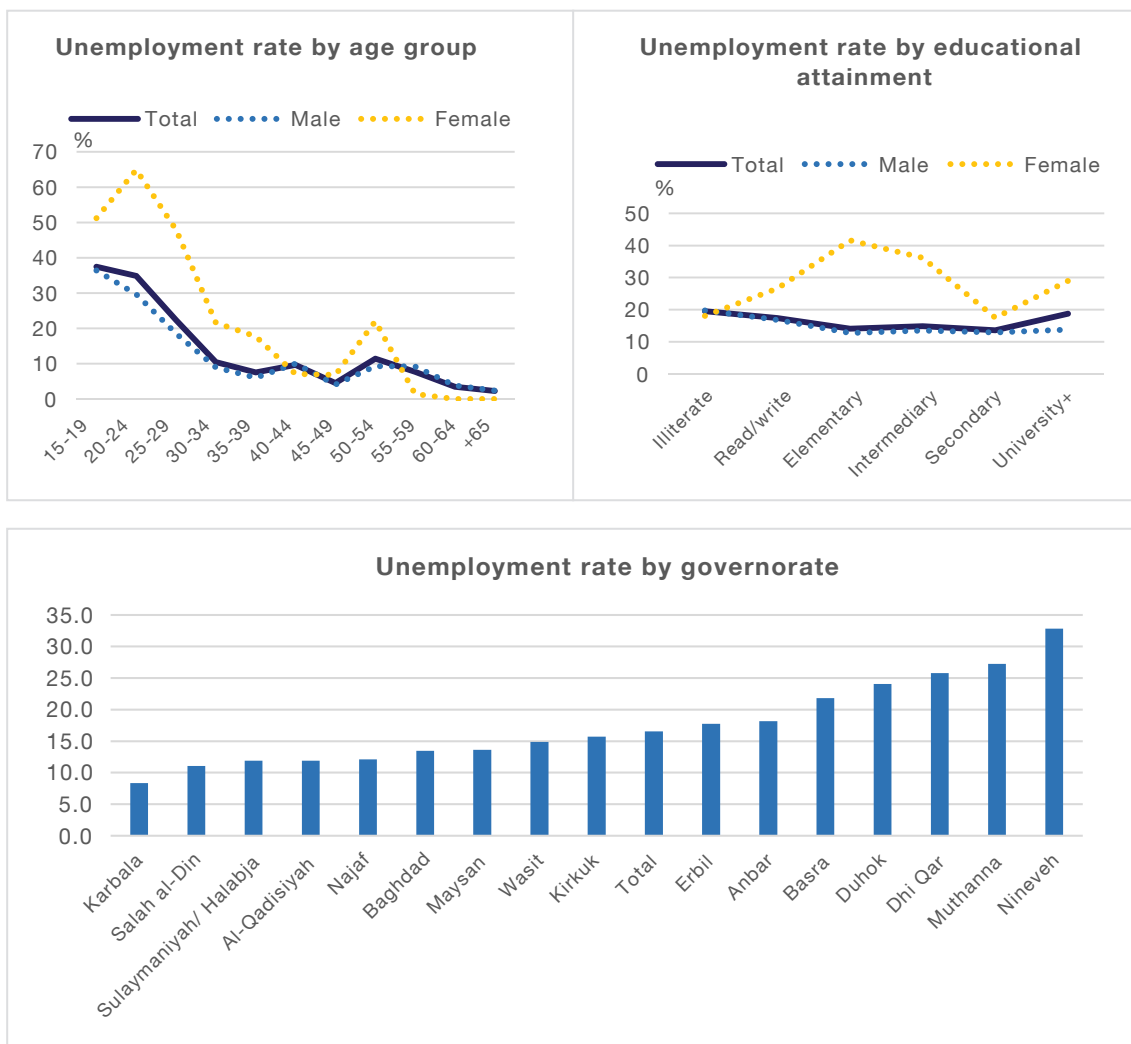 Unemployment rate by age group
Total Male Female
%
70
60
50
40
30
20
10
0
15-19
20-24
25-29
30-34
35-39
40-44
45-49
50-54
55-59
60-64
+65
Unemployment rate by educational
attainment
Total Male Female
%
50
40
30
20
10
0
Illiterate
Read/write
Elementary
Intermediary
Secondary
University+
Unemployment rate by governorate
35.0
30.0
25.0
20.0
15.0
10.0
5.0
0.0
Karbala
Salah al-Din
Sulaymaniyah/ Halabja
Al-Qadisiyah
Najaf
Baghdad
Maysan
Wasit
Kirkuk
Total
Erbil
Anbar
Basra
Duhok
Dhi Qar
Muthanna
Nineveh